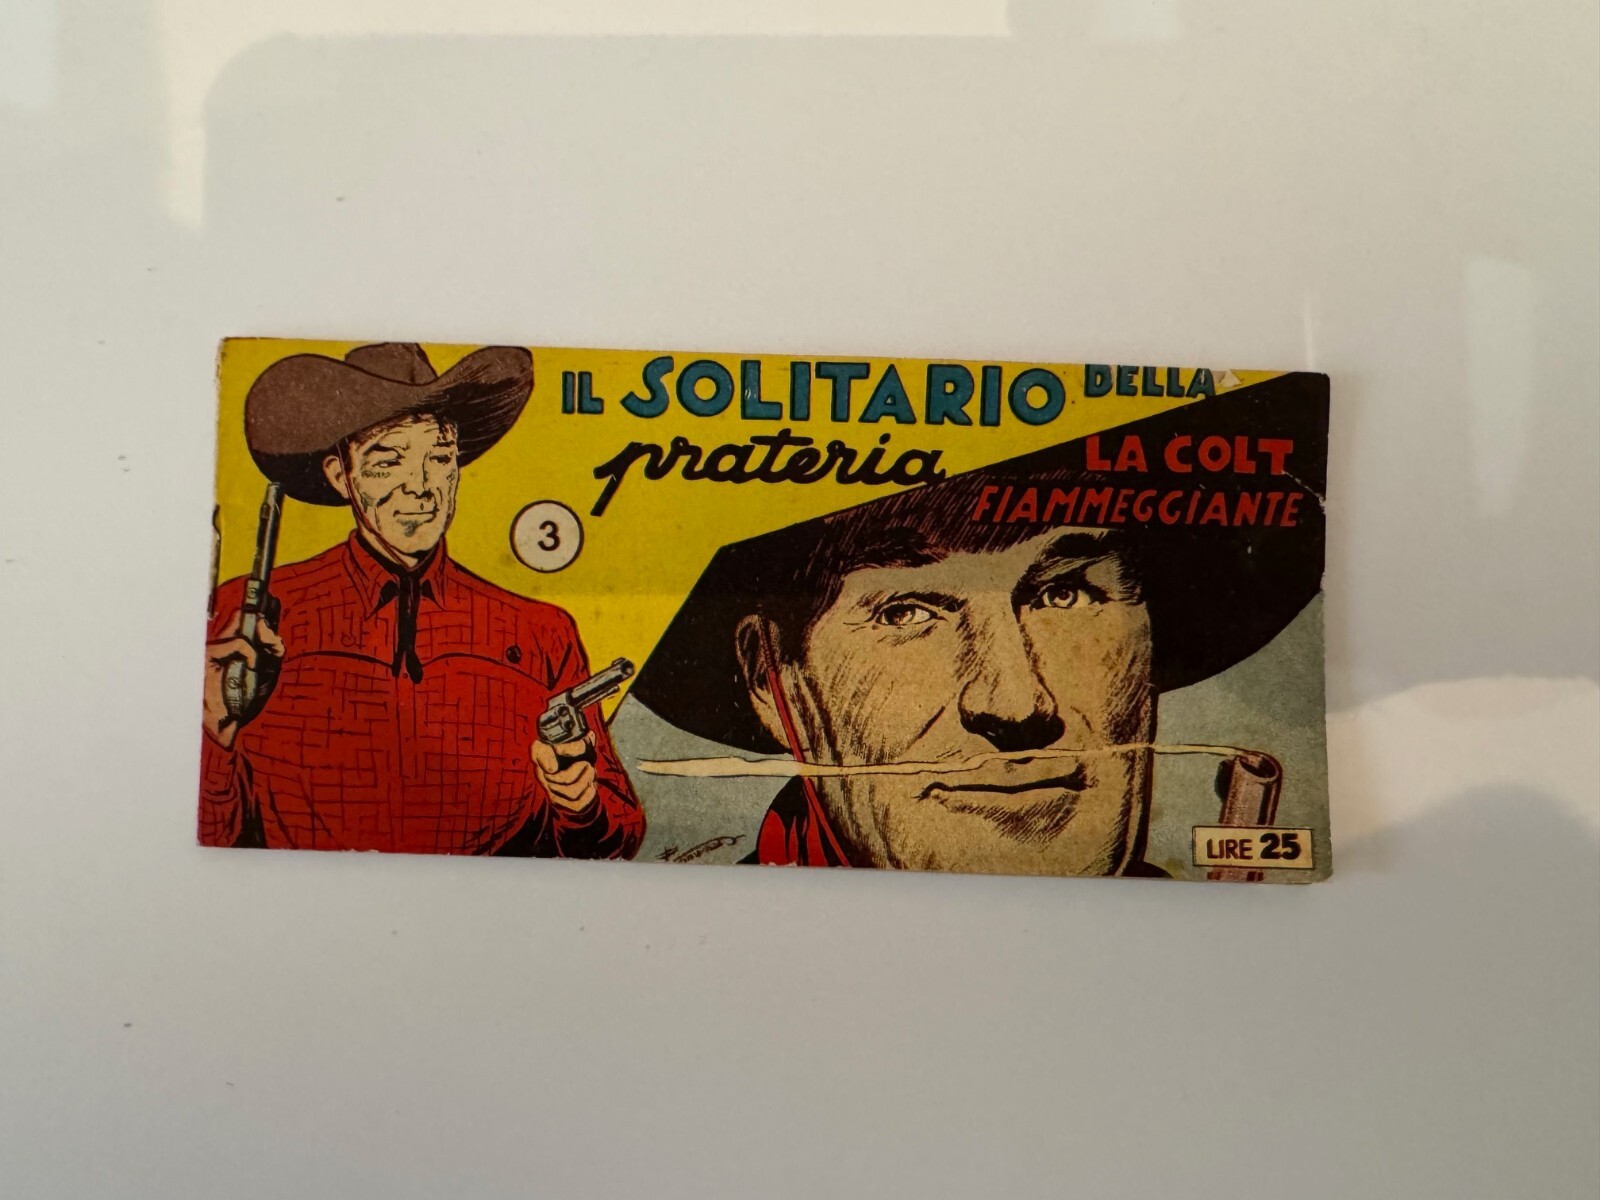 IL SOLITARIO DELLA
prateria
LA COLT
FIAMMEGGIANTE
3
LIRE 25